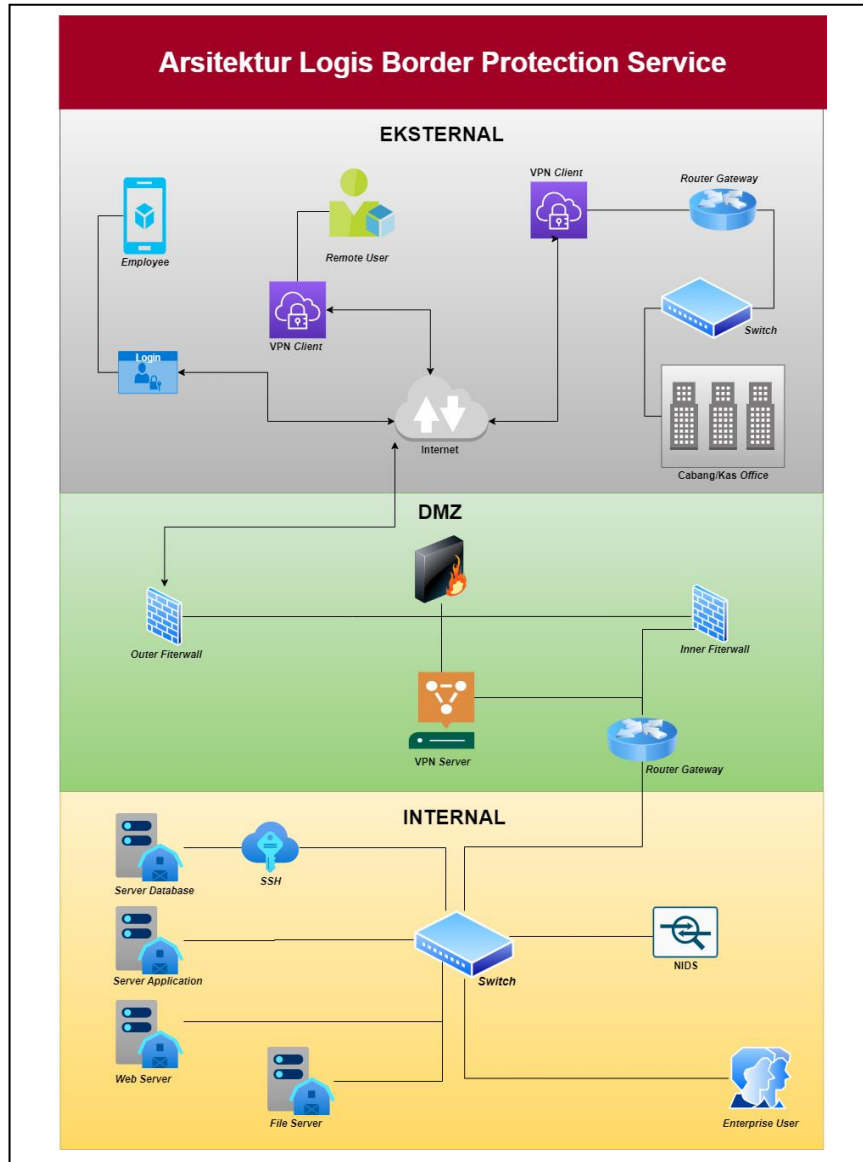 Arsitektur Logis Border Protection Service
EKSTERNAL
VPN Client
Router Gateway
Employee
Remote User
Switch
VPN Client
Login
Internet
Cabang/Kas Office
DMZ
Outer Fiterwall
Inner Fiterwall
VPN Server
Router Gateway
INTERNAL
Server Database
SSH
Server Application
Switch
NIDS
Web Server
File Server
Enterprise User